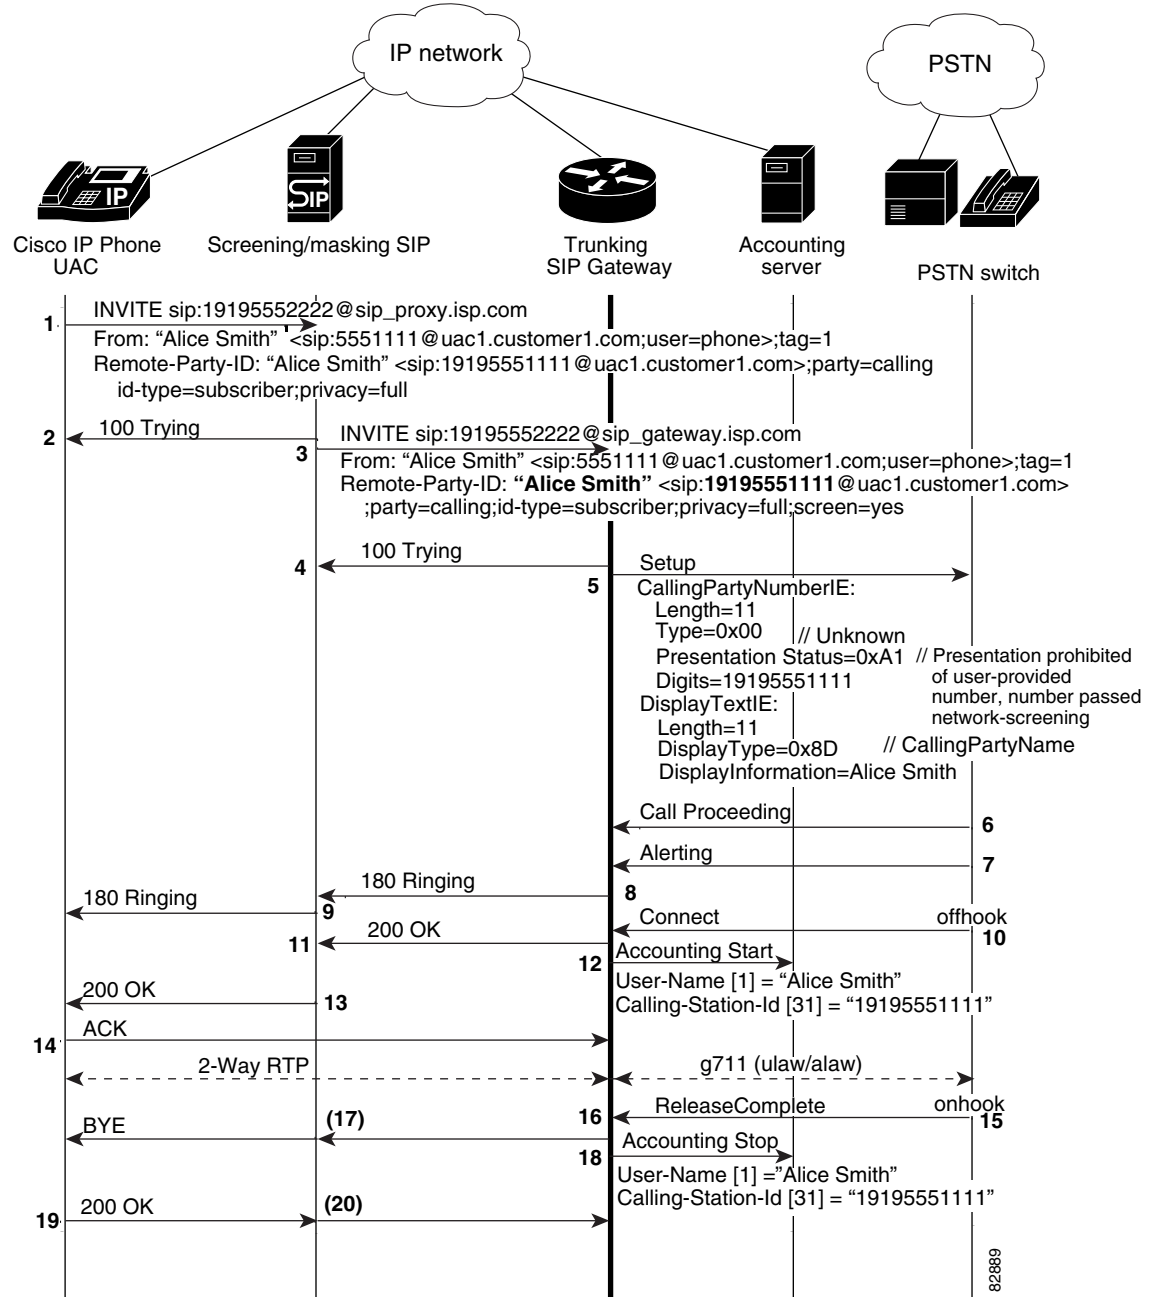 IP network
PSTN
IP
SIP
Cisco IP Phone
UAC
Screening/masking SIP
Trunking
SIP Gateway
Accounting
server
PSTN switch
1
INVITE sip:19195552222@sip_proxy.isp.com
From: “Alice Smith” <sip:5551111@uac1.customer1.com;user=phone>;tag=1
Remote-Party-ID: “Alice Smith” <sip:19195551111@uac1.customer1.com>;party=calling
id-type=subscriber;privacy=full
2
100 Trying
3
INVITE sip:19195552222@sip_gateway.isp.com
From: “Alice Smith” <sip:5551111@uac1.customer1.com;user=phone>;tag=1
Remote-Party-ID: “Alice Smith” <sip:19195551111@uac1.customer1.com>
;party=calling;id-type=subscriber;privacy=full;screen=yes
4
100 Trying
5
Setup
CallingPartyNumberIE:
Length=11
Type=0x00 // Unknown
Presentation Status=0xA1 // Presentation prohibited
of user-provided
number, number passed
network-screening
Digits=19195551111
DisplayTextIE:
Length=11
DisplayType=0x8D // CallingPartyName
DisplayInformation=Alice Smith
Call Proceeding
6
Alerting
7
180 Ringing
8
180 Ringing
9
Connect
offhook
10
11
200 OK
12
Accounting Start
User-Name [1] = “Alice Smith”
Calling-Station-Id [31] = “19195551111”
200 OK
13
14
ACK
2-Way RTP
g711 (ulaw/alaw)
16
ReleaseComplete
onhook
15
BYE
(17)
18
Accounting Stop
User-Name [1] =”Alice Smith”
Calling-Station-Id [31] = “19195551111”
19
200 OK
(20)
82889